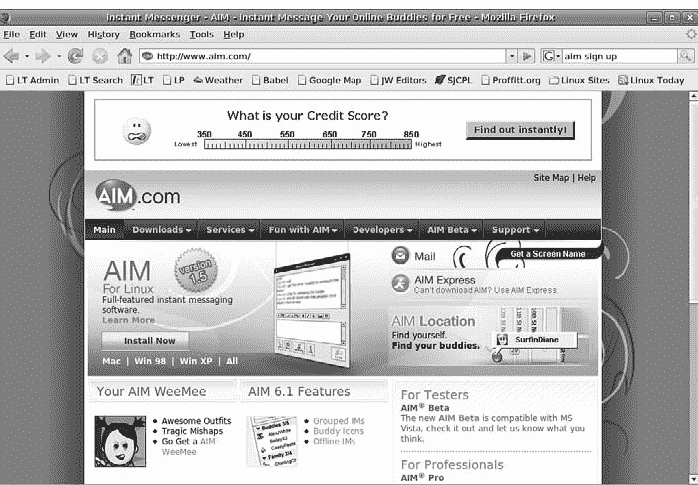 Instant Messenger - AIM - Instant Message Your Online Buddies for Free - Mozilla Firefox
File Edit View History Bookmarks Tools Help
http://www.aim.com/ G aim sign up
LT Admin LT Search LT LP Weather Babel Google Map JW Editors SJCPL Proffitt.org Linux Sites Linux Today
What is your Credit Score?
350 450 550 650 750 850
Lowest Highest
Find out instantly!
Site Map | Help
AIM.com
Main Downloads Services Fun with AIM Developers AIM Beta Support
AIM
For Linux
version 1.5
Full-featured instant messaging
software.
Learn More
Install Now
Mac | Win 98 | Win XP | All
Mail
Get a Screen Name
AIM Express
Can't download AIM? Use AIM Express
AIM Location
Find yourself.
Find your buddies.
SurfinDiane
Your AIM WeeMee
Awesome Outfits
Tragic Mishaps
Go Get a AIM
WeeMee
AIM 6.1 Features
Buddies 3/5
Family 2/4
Grouped IMs
Buddy Icons
Offline IMs
For Testers
AIM® Beta
The new AIM Beta is compatible with MS
Vista, check it out and let us know what you
think.
For Professionals
AIM® Pro